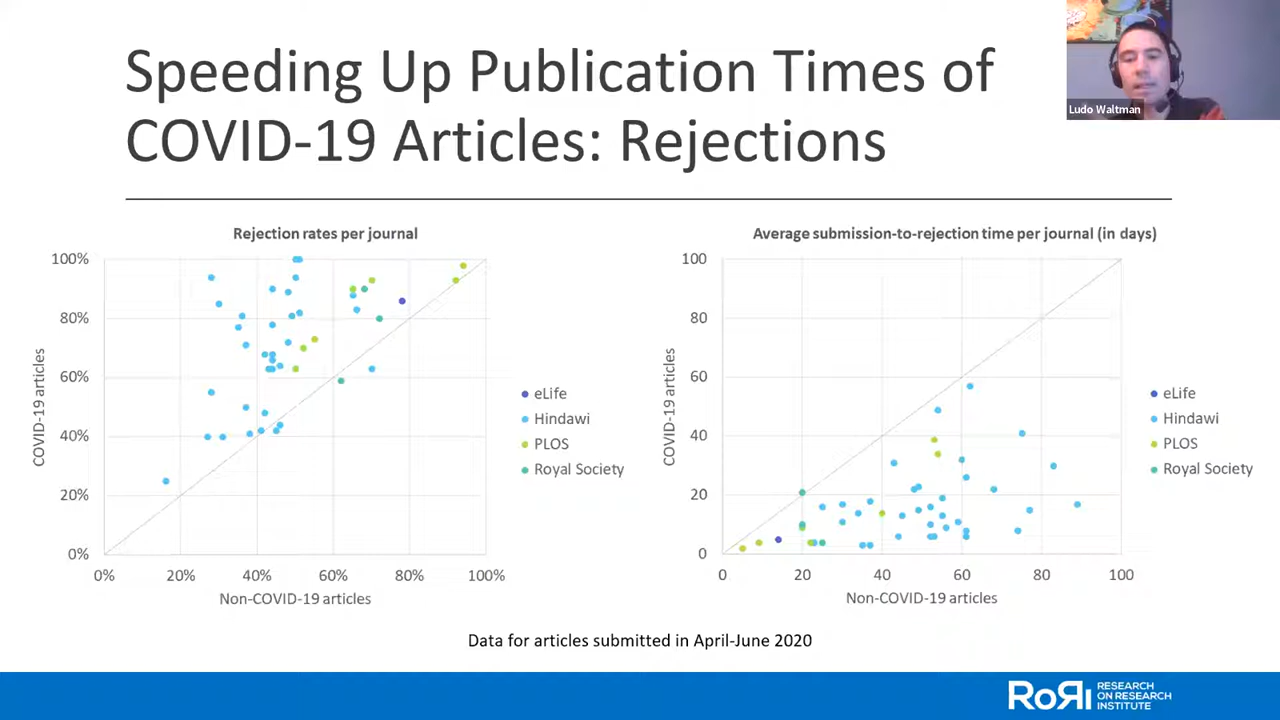 Speeding Up Publication Times of
COVID-19 Articles: Rejections
Ludo Waltman
Rejection rates per journal
100%
80%
60%
40%
20%
0%
0% 20% 40% 60% 80% 100%
COVID-19 articles
Non-COVID-19 articles
eLife
Hindawi
PLOS
Royal Society
Average submission-to-rejection time per journal (in days)
100
80
60
40
20
0
0 20 40 60 80 100
COVID-19 articles
Non-COVID-19 articles
eLife
Hindawi
PLOS
Royal Society
Data for articles submitted in April-June 2020
RoRI
RESEARCH
ON RESEARCH
INSTITUTE